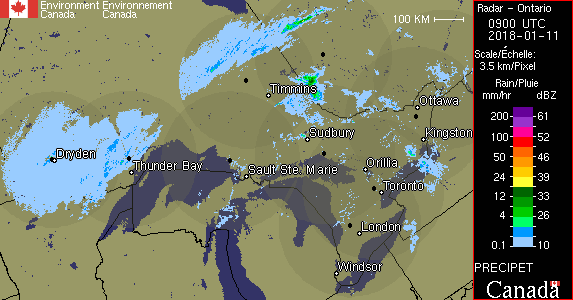 Environment Environnement
Canada Canada
100 KM
Timmins
Ottawa
Sudbury
Kingston
Dryden
Thunder Bay
Sault Ste. Marie
Orillia
Toronto
London
Windsor
Radar - Ontario
0900 UTC
2018-01-11
Scale/Échelle:
3.5 km/Pixel
Rain/Pluie
mm/hr dBZ
200 61
100 52
50 46
24 39
12 33
4 26
0.1 10
PRECIPET
Canada